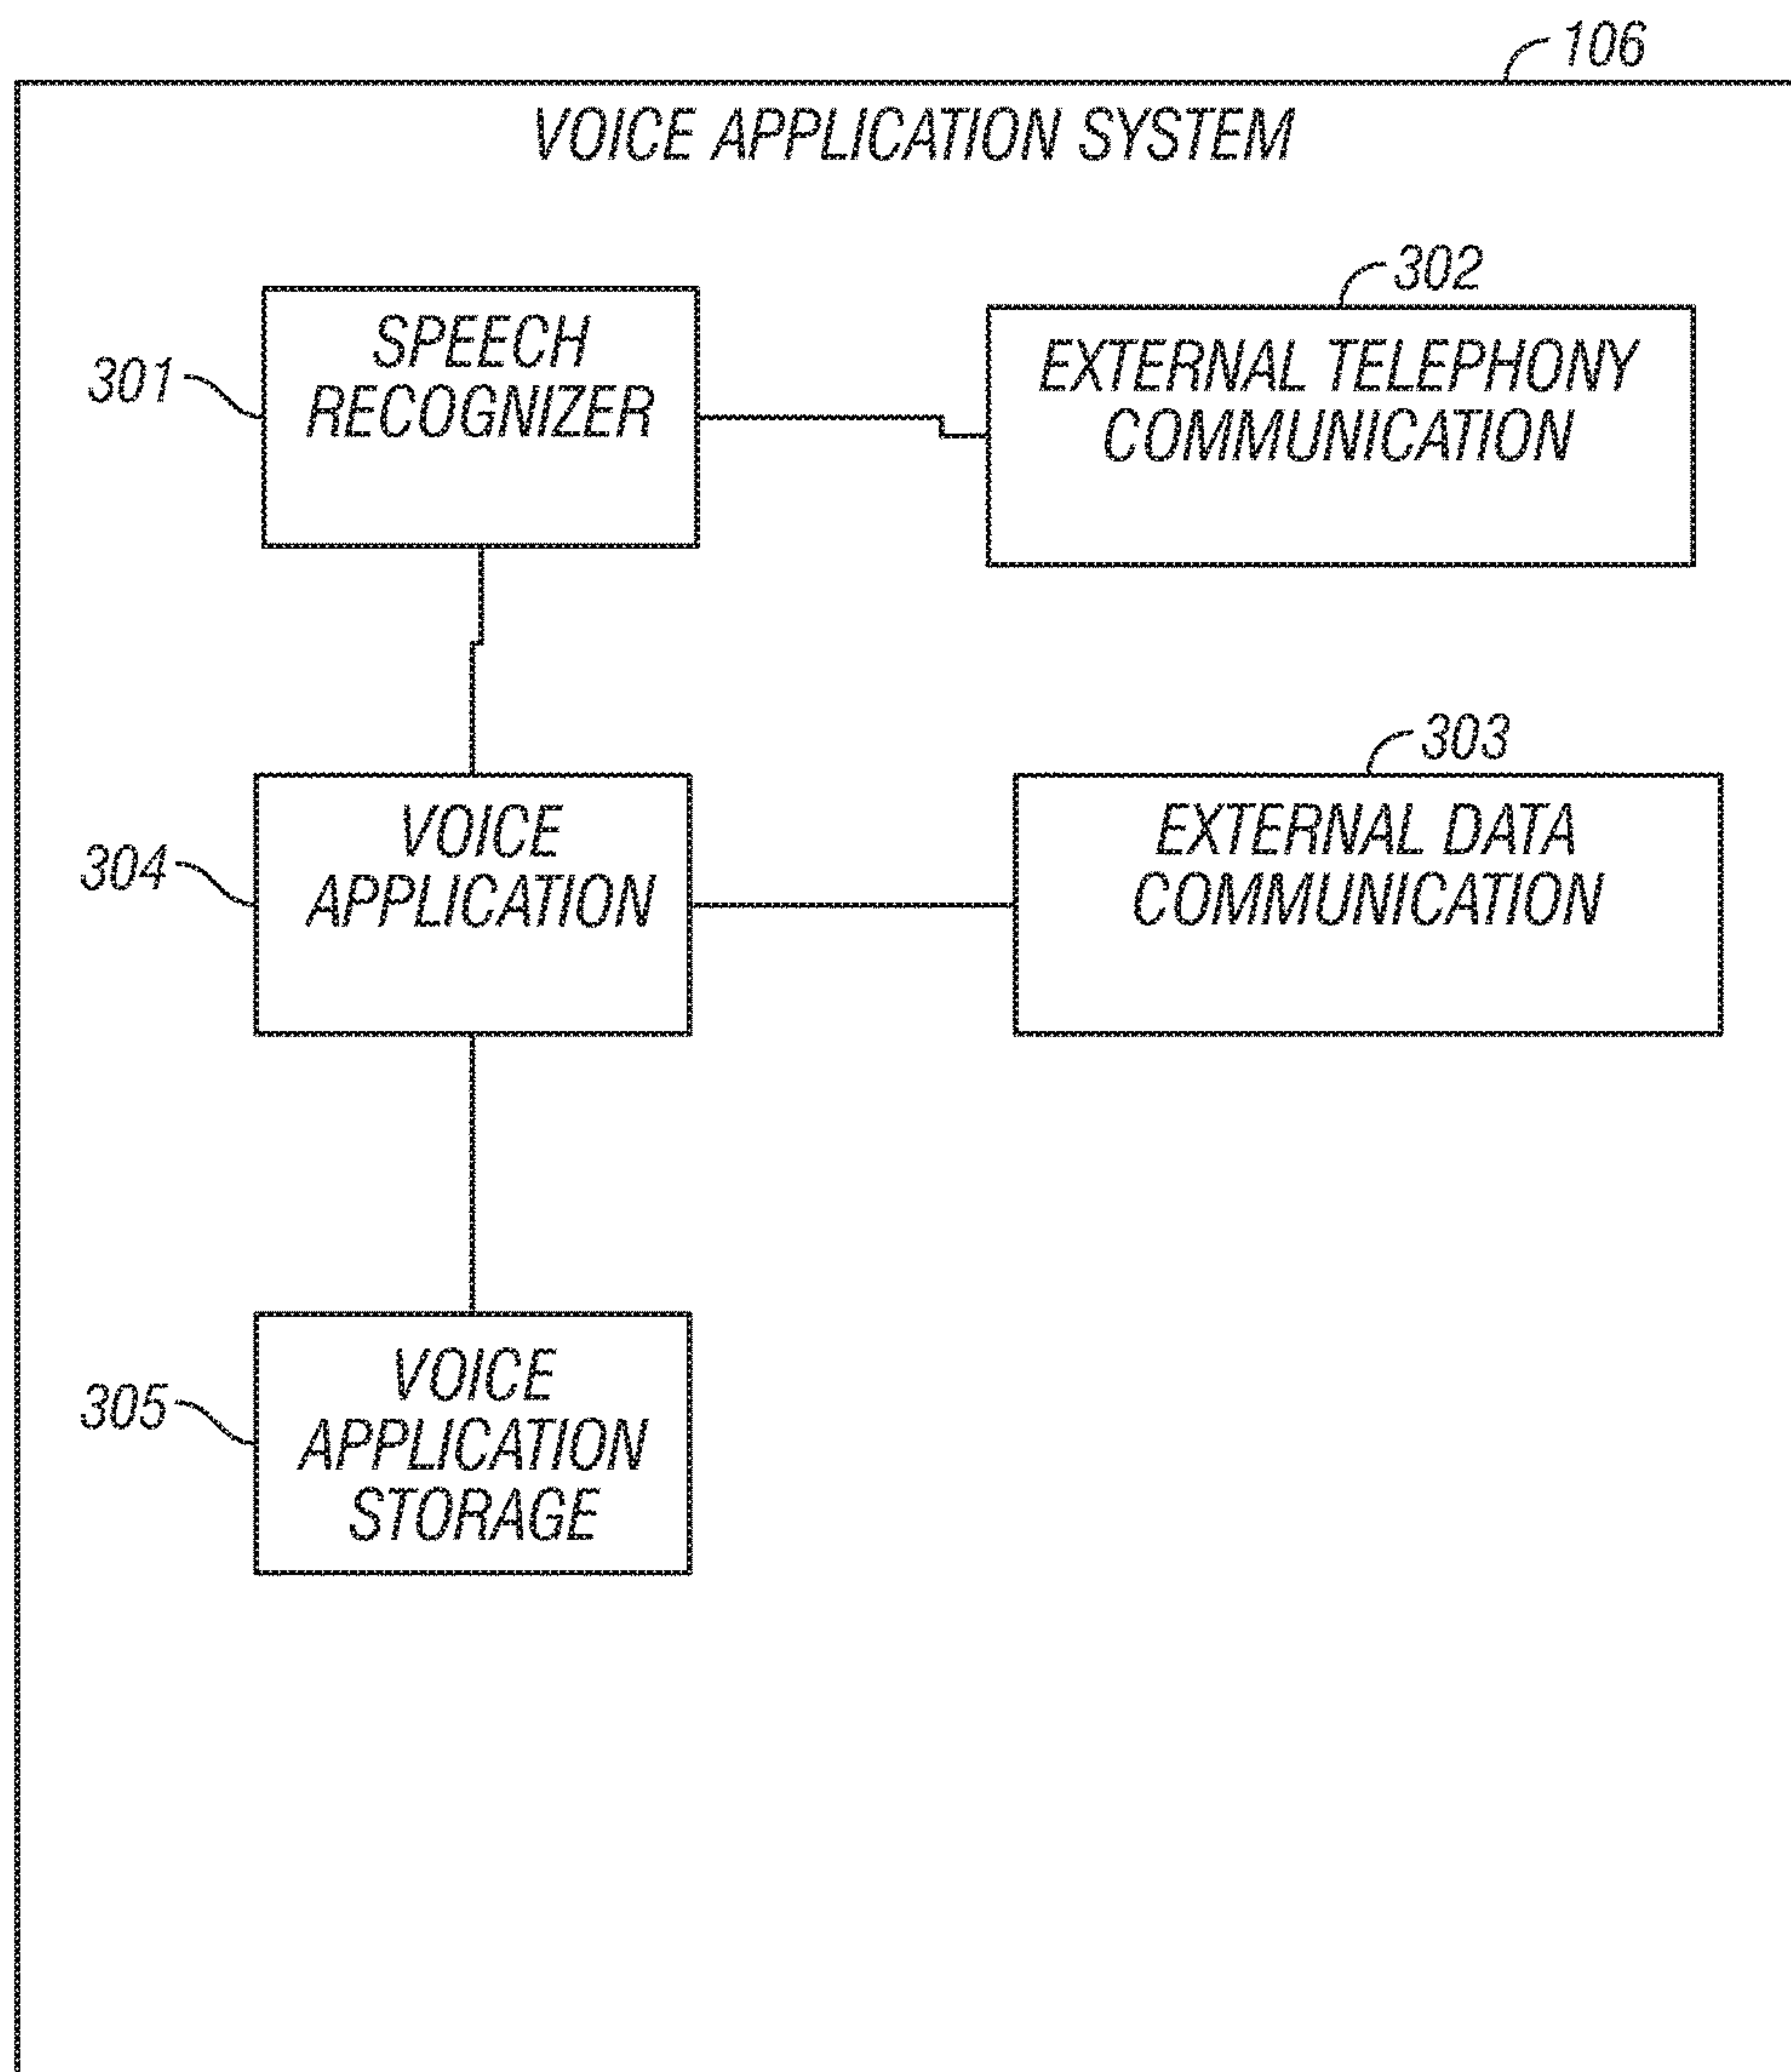 106
VOICE APPLICATION SYSTEM
302
SPEECH
RECOGNIZER
301
EXTERNAL TELEPHONY
COMMUNICATION
303
VOICE
APPLICATION
304
EXTERNAL DATA
COMMUNICATION
VOICE
APPLICATION
STORAGE
305